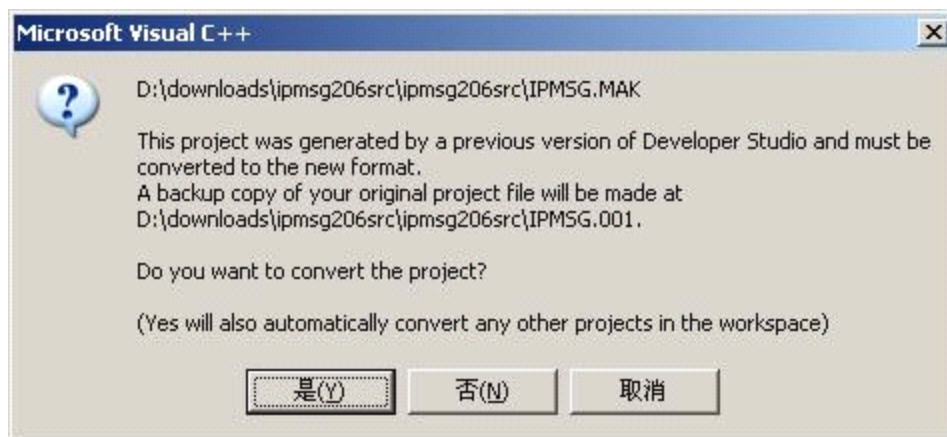 Microsoft Visual C++
D:\downloads\ipmsg206src\ipmsg206src\IPMSG.MAK
This project was generated by a previous version of Developer Studio and must be
converted to the new format.
A backup copy of your original project file will be made at
D:\downloads\ipmsg206src\ipmsg206src\IPMSG.001.
Do you want to convert the project?
(Yes will also automatically convert any other projects in the workspace)
是(Y) 否(N) 取消